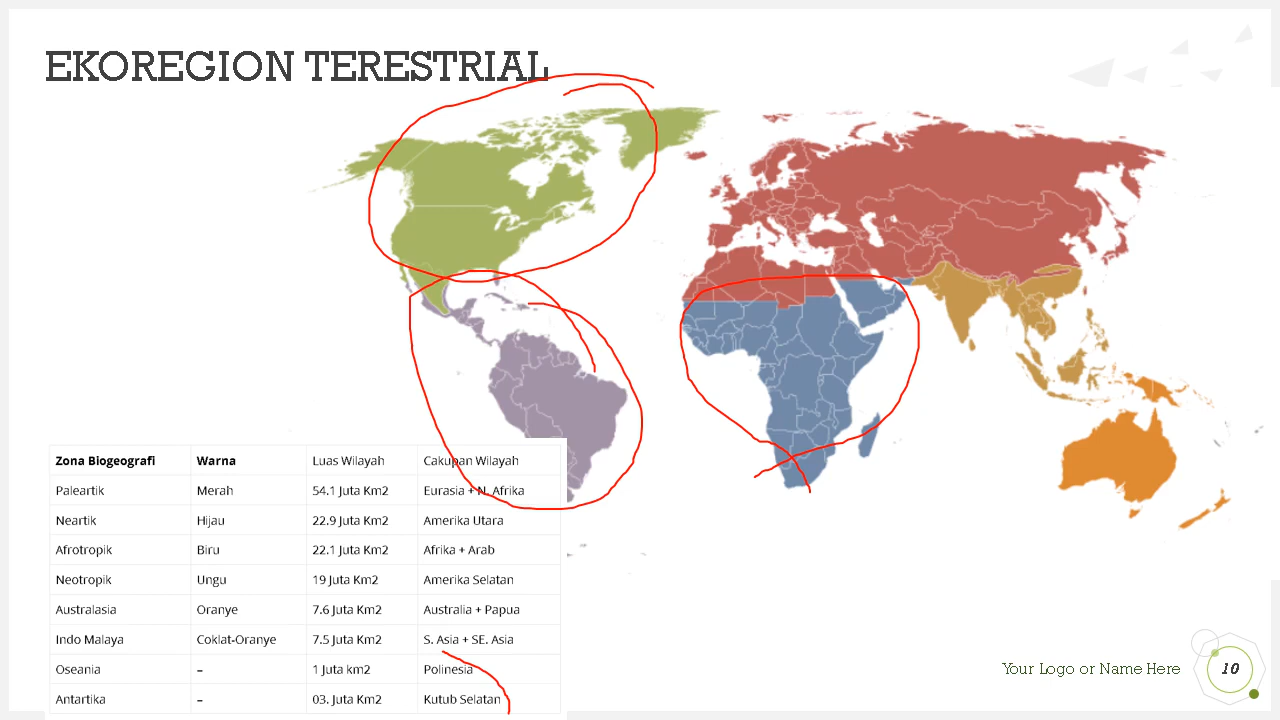 EKOREGION TERESTRIAL
Zona Biogeografi Warna Luas Wilayah Cakupan Wilayah
Paleartik Merah 54.1 Juta Km2 Eurasia + N. Afrika
Neartik Hijau 22.9 Juta Km2 Amerika Utara
Afrotropik Biru 22.1 Juta Km2 Afrika + Arab
Neotropik Ungu 19 Juta Km2 Amerika Selatan
Australasia Oranye 7.6 Juta Km2 Australia + Papua
Indo Malaya Coklat-Oranye 7.5 Juta Km2 S. Asia + SE. Asia
Oseania – 1 Juta km2 Polinesia
Antartika – 03. Juta Km2 Kutub Selatan
Your Logo or Name Here 10